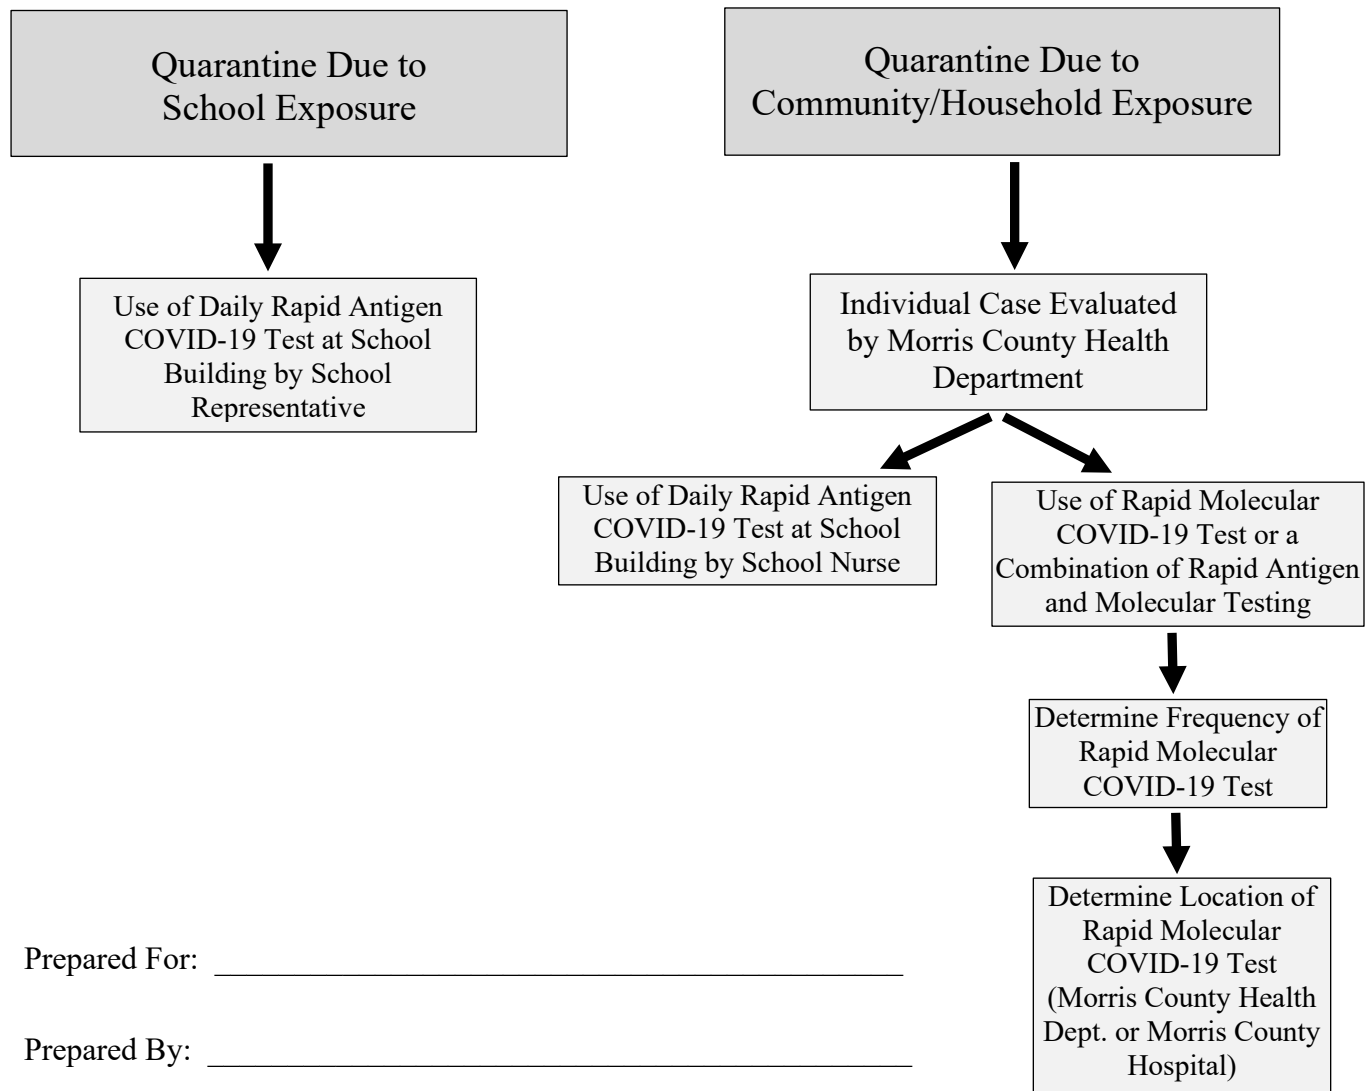 Quarantine Due to
School Exposure
Quarantine Due to
Community/Household Exposure
Use of Daily Rapid Antigen
COVID-19 Test at School
Building by School
Representative
Individual Case Evaluated
by Morris County Health
Department
Use of Daily Rapid Antigen
COVID-19 Test at School
Building by School Nurse
Use of Rapid Molecular
COVID-19 Test or a
Combination of Rapid Antigen
and Molecular Testing
Determine Frequency of
Rapid Molecular
COVID-19 Test
Determine Location of
Rapid Molecular
COVID-19 Test
(Morris County Health
Dept. or Morris County
Hospital)
Prepared For:
Prepared By: